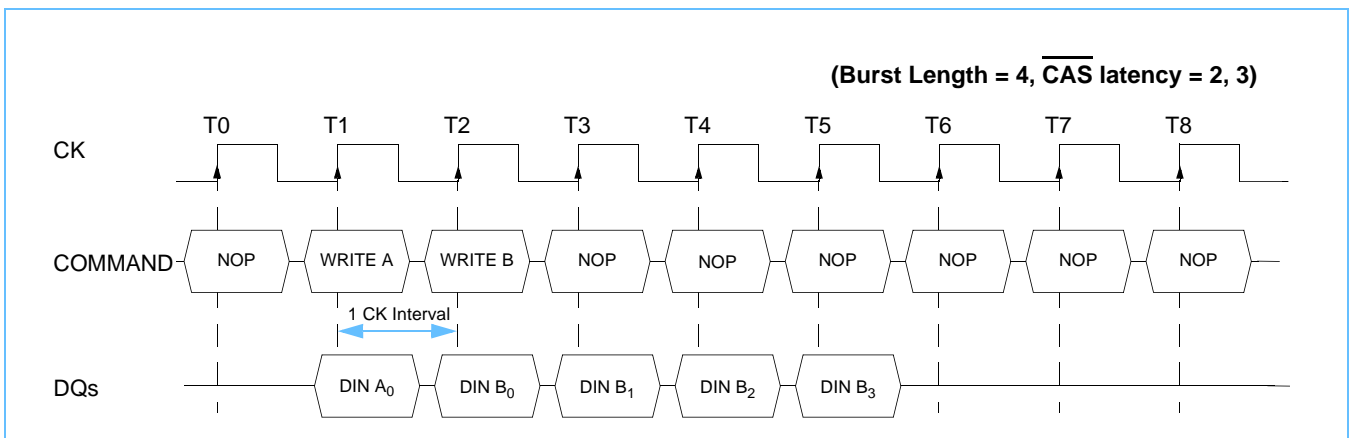 (Burst Length = 4, C̅A̅S̅ latency = 2, 3)
T0 T1 T2 T3 T4 T5 T6 T7 T8
CK
COMMAND NOP WRITE A WRITE B NOP NOP NOP NOP NOP NOP
1 CK Interval
DQs DIN A₀ DIN B₀ DIN B₁ DIN B₂ DIN B₃